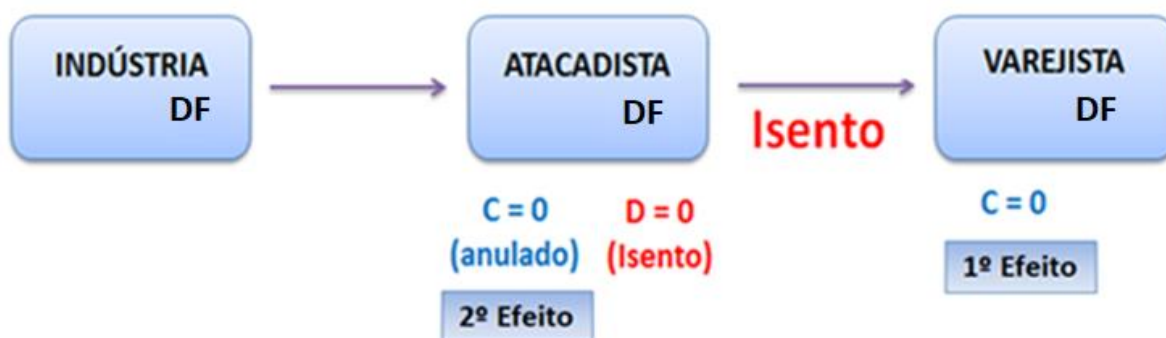 INDÚSTRIA
DF
ATACADISTA
DF
Isento
VAREJISTA
DF
C = 0
(anulado)
D = 0
(Isento)
2º Efeito
C = 0
1º Efeito